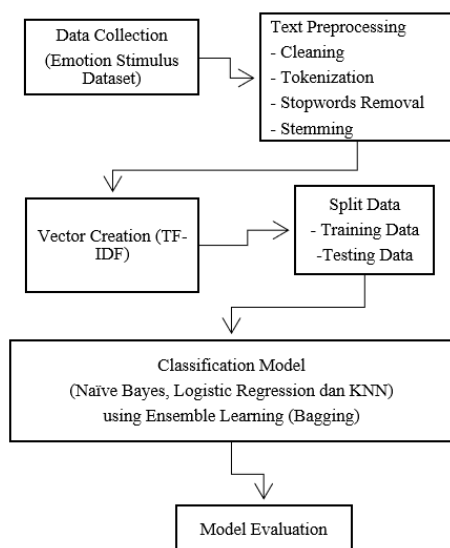 Data Collection
(Emotion Stimulus
Dataset)
Text Preprocessing
- Cleaning
- Tokenization
- Stopwords Removal
- Stemming
Vector Creation (TF-
IDF)
Split Data
- Training Data
-Testing Data
Classification Model
(Naïve Bayes, Logistic Regression dan KNN)
using Ensemble Learning (Bagging)
Model Evaluation